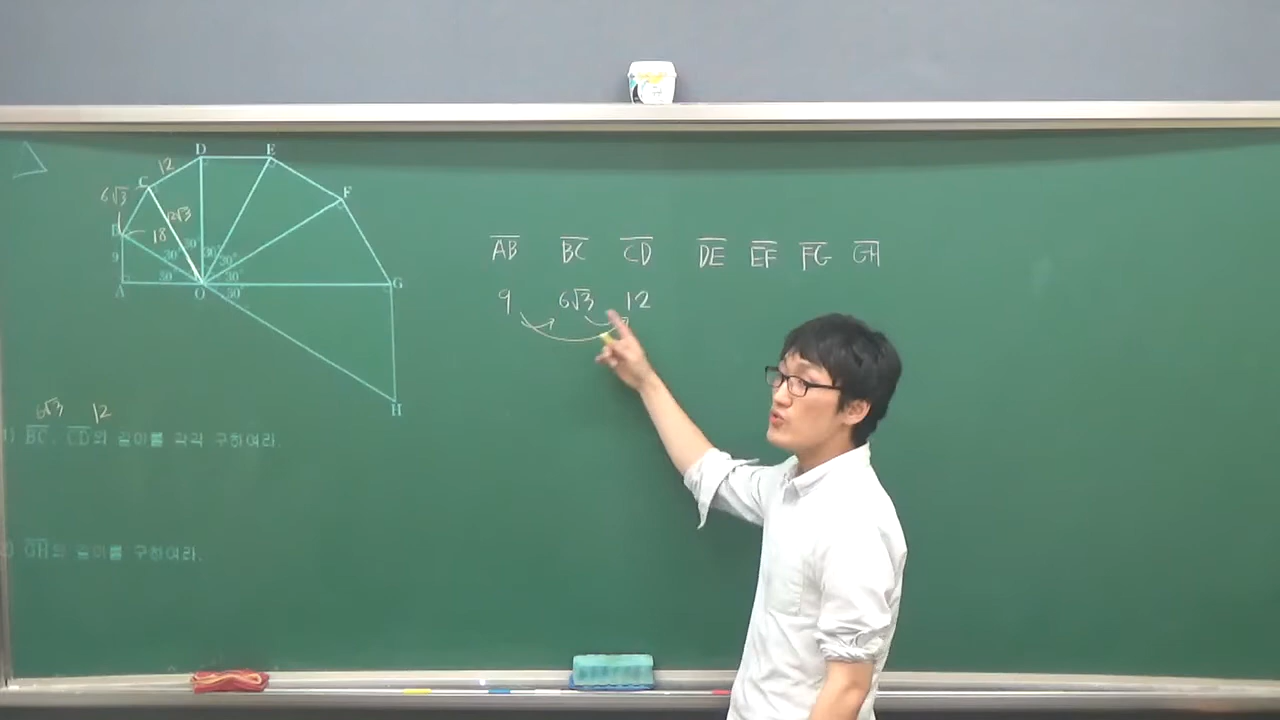 D E
12
C
6√3
F
12√3
B
18
30° 30° 30°
9 30° 30° 30°
A O G
30°
H
AB BC CD DE EF FG GH
9 6√3 12
6√3 12
1) BC, CD의 길이를 각각 구하여라.
GH의 길이를 구하여라.